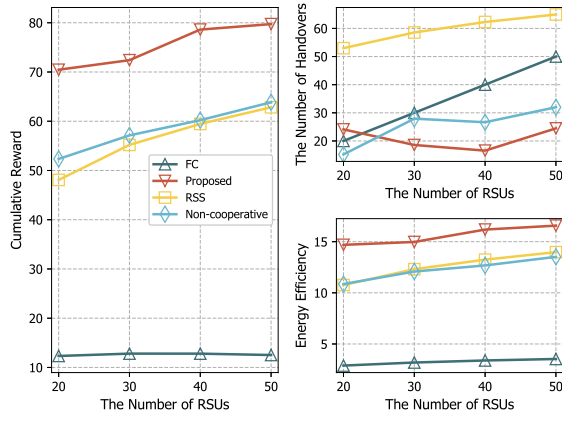 Cumulative Reward
80
70
60
50
40
30
20
10
20 30 40 50
The Number of RSUs
FC
Proposed
RSS
Non-cooperative
The Number of Handovers
60
50
40
30
20
20 30 40 50
The Number of RSUs
Energy Efficiency
15
10
5
20 30 40 50
The Number of RSUs